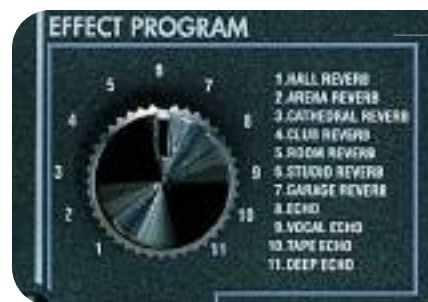 EFFECT PROGRAM
1 2 3 4 5 6 7 8 9 10 11
1.HALL REVERB
2.ARENA REVERB
3.CATHEDRAL REVERB
4.CLUB REVERB
5.ROOM REVERB
6.STUDIO REVERB
7.GARAGE REVERB
8.ECHO
9.VOCAL ECHO
10.TAPE ECHO
11.DEEP ECHO